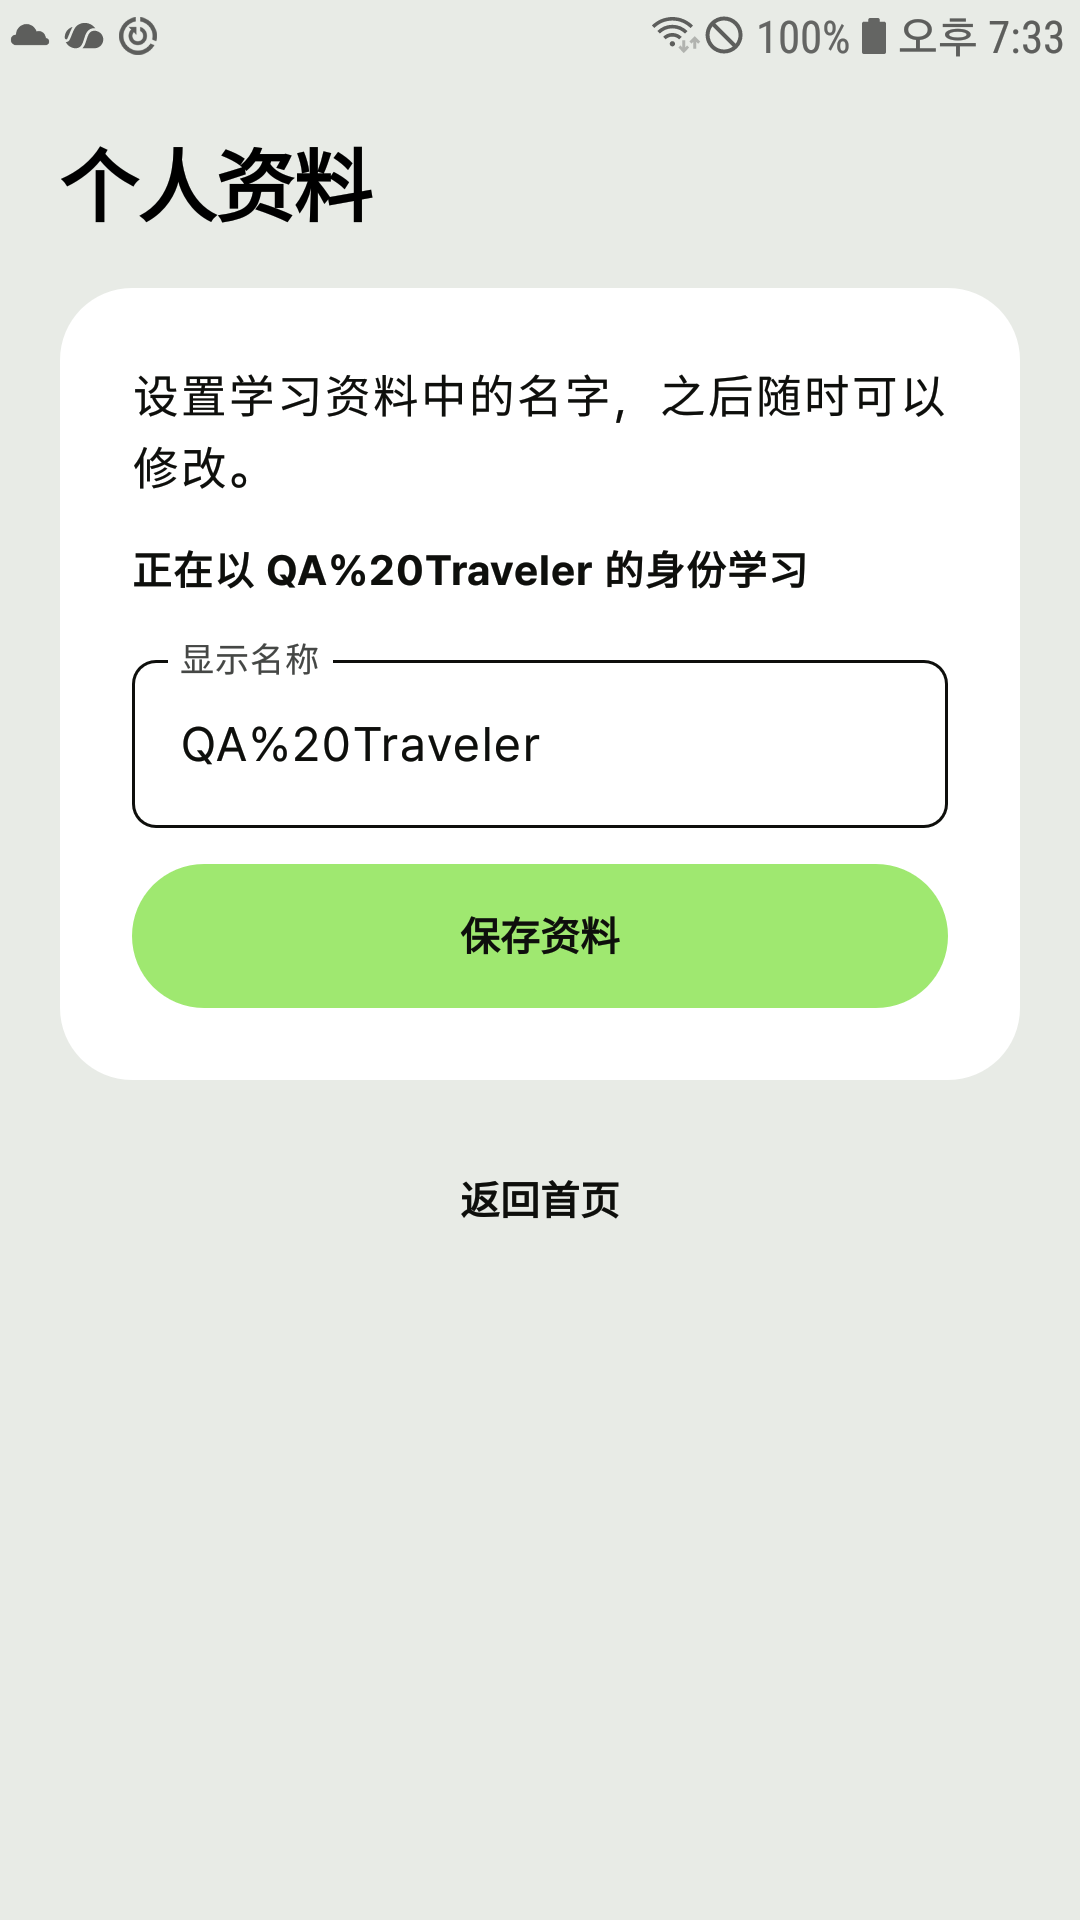 100% 오후 7:33
个人资料
设置学习资料中的名字，之后随时可以
修改。
正在以 QA%20Traveler 的身份学习
显示名称
QA%20Traveler
保存资料
返回首页